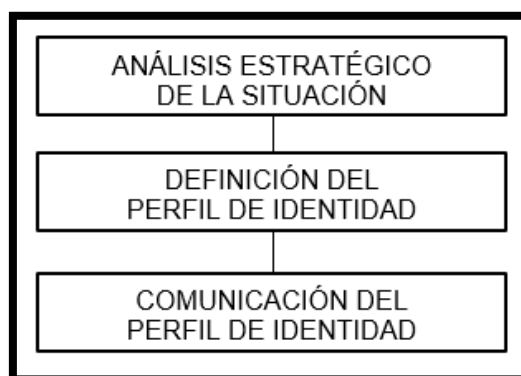 ANÁLISIS ESTRATÉGICO
DE LA SITUACIÓN
DEFINICIÓN DEL
PERFIL DE IDENTIDAD
COMUNICACIÓN DEL
PERFIL DE IDENTIDAD